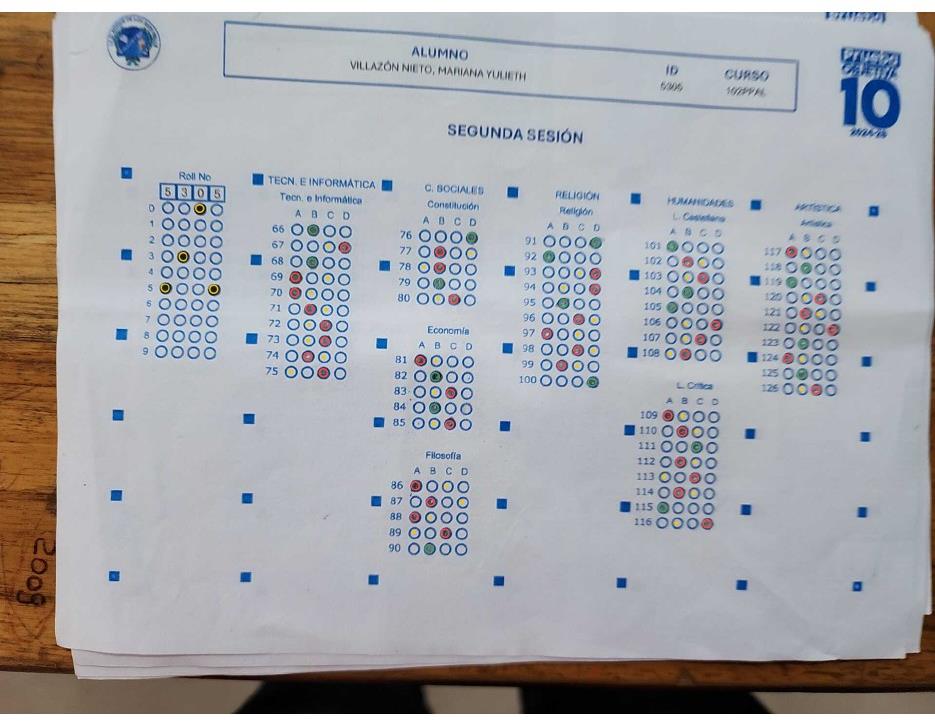 ALUMNO
VILLAZÓN NIETO, MARIANA YULIETH
ID
5305
CURSO
OBJETIVA
10
SEGUNDA SESIÓN
Roll No
5 3 0 5
0
1
2
3
4
5
6
7
8
9
TECN. E INFORMÁTICA
Tecn. e Informática
A B C D
66
67
68
69
70
71
72
73
74
75
C. SOCIALES
Constitución
A B C D
76
77
78
79
80
Economía
A B C D
81
82
83
84
85
Filosofía
A B C D
86
87
88
89
90
RELIGIÓN
Religión
A B C D
91
92
93
94
95
96
97
98
99
100
HUMANIDADES
L. Castellana
A B C D
101
102
103
104
105
106
107
108
L. Crítica
A B C D
109
110
111
112
113
114
115
116
ARTÍSTICA
Artística
A B C D
117
118
119
120
121
122
123
124
125
126
2009